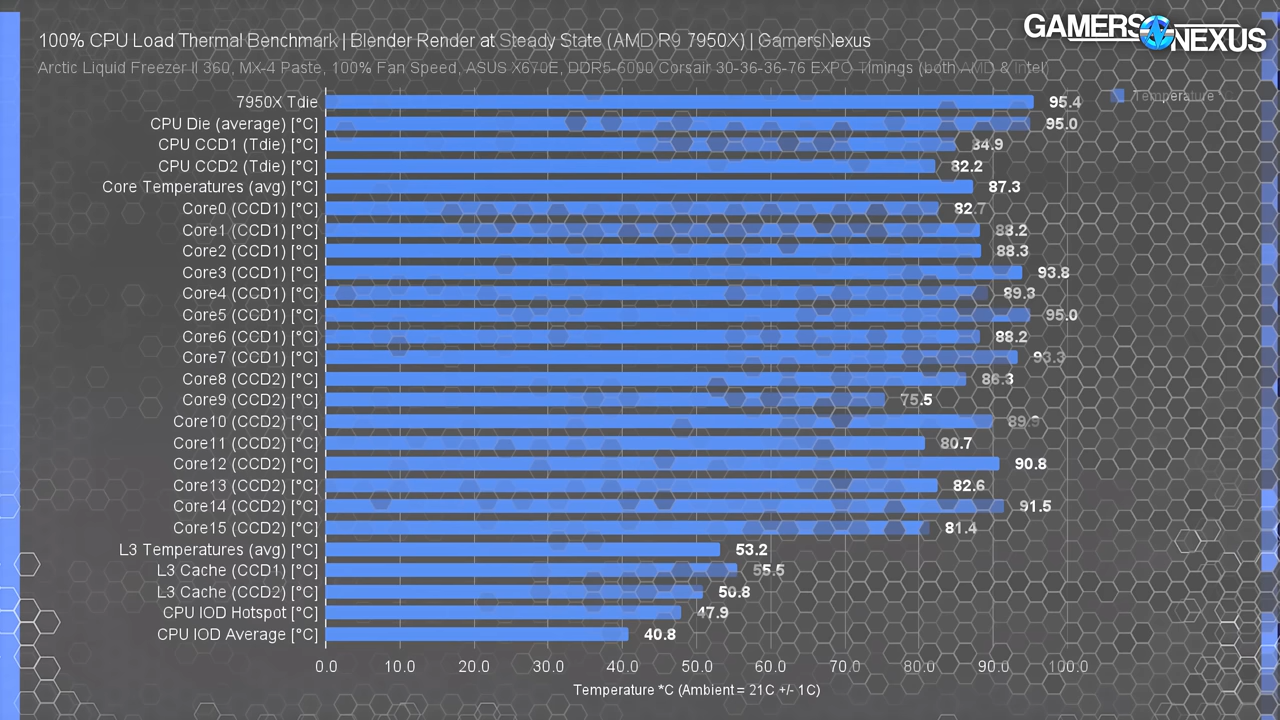 GAMERS NEXUS
100% CPU Load Thermal Benchmark | Blender Render at Steady State (AMD R9 7950X) | GamersNexus
Arctic Liquid Freezer II 360, MX-4 Paste, 100% Fan Speed, ASUS X670E, DDR5-6000 Corsair 30-36-36-76 EXPO Timings (both AMD & Intel)
Temperature
7950X Tdie 95.4
CPU Die (average) [°C] 95.0
CPU CCD1 (Tdie) [°C] 84.9
CPU CCD2 (Tdie) [°C] 82.2
Core Temperatures (avg) [°C] 87.3
Core0 (CCD1) [°C] 82.7
Core1 (CCD1) [°C] 88.2
Core2 (CCD1) [°C] 88.3
Core3 (CCD1) [°C] 93.8
Core4 (CCD1) [°C] 89.3
Core5 (CCD1) [°C] 95.0
Core6 (CCD1) [°C] 88.2
Core7 (CCD1) [°C] 93.3
Core8 (CCD2) [°C] 86.3
Core9 (CCD2) [°C] 75.5
Core10 (CCD2) [°C] 89.9
Core11 (CCD2) [°C] 80.7
Core12 (CCD2) [°C] 90.8
Core13 (CCD2) [°C] 82.6
Core14 (CCD2) [°C] 91.5
Core15 (CCD2) [°C] 81.4
L3 Temperatures (avg) [°C] 53.2
L3 Cache (CCD1) [°C] 55.5
L3 Cache (CCD2) [°C] 50.8
CPU IOD Hotspot [°C] 47.9
CPU IOD Average [°C] 40.8
0.0 10.0 20.0 30.0 40.0 50.0 60.0 70.0 80.0 90.0 100.0
Temperature *C (Ambient = 21C +/- 1C)